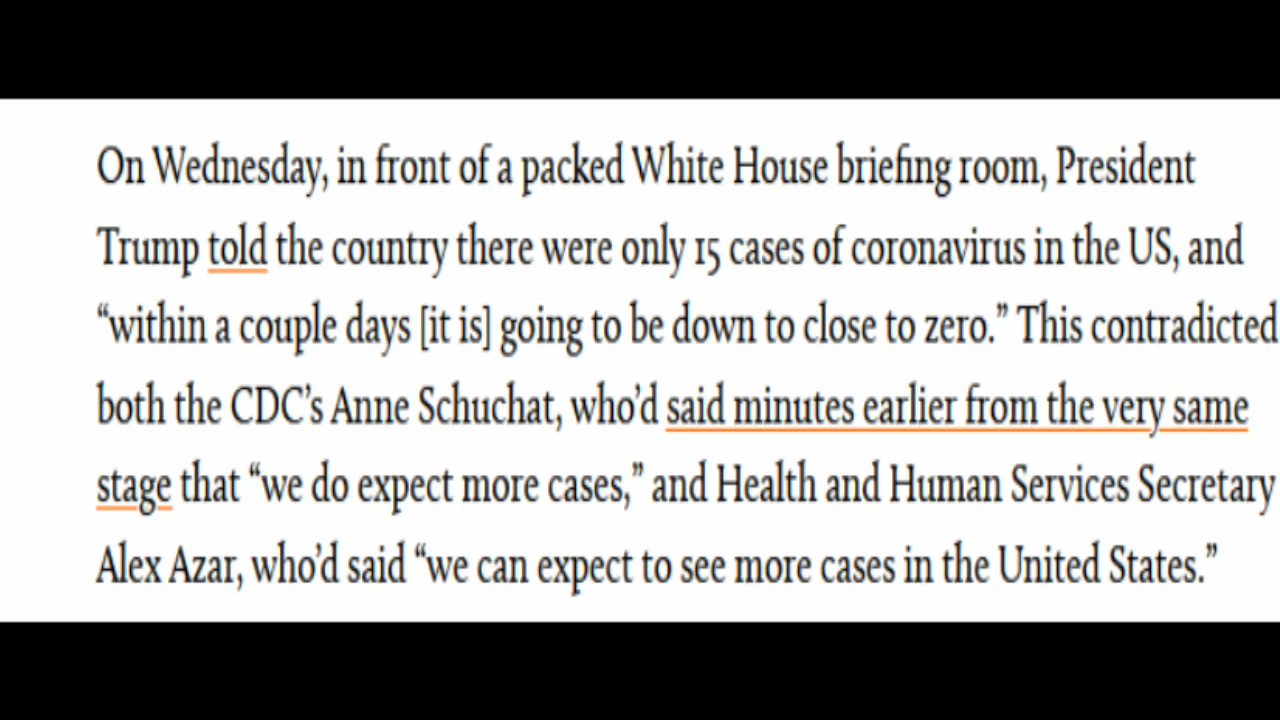 On Wednesday, in front of a packed White House briefing room, President
Trump told the country there were only 15 cases of coronavirus in the US, and
“within a couple days [it is] going to be down to close to zero.” This contradicted
both the CDC’s Anne Schuchat, who’d said minutes earlier from the very same
stage that “we do expect more cases,” and Health and Human Services Secretary
Alex Azar, who’d said “we can expect to see more cases in the United States.”